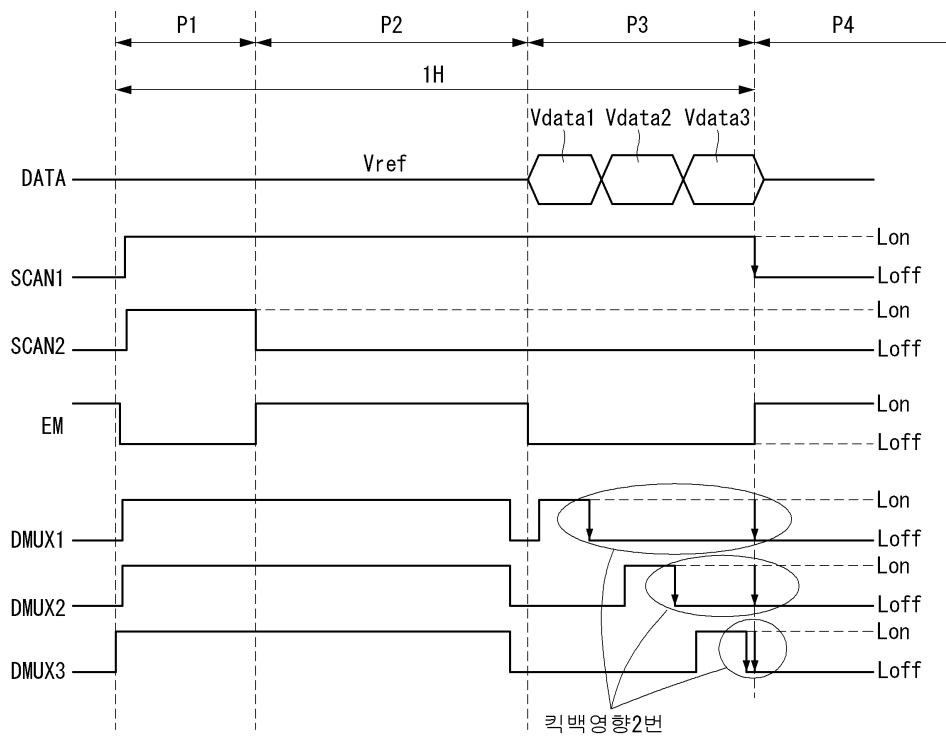 P1 P2 P3 P4
1H
Vdata1 Vdata2 Vdata3
DATA Vref
Lon
SCAN1 Loff
Lon
SCAN2 Loff
Lon
EM Loff
Lon
DMUX1 Loff
Lon
DMUX2 Loff
Lon
DMUX3 Loff
킥백영향2번